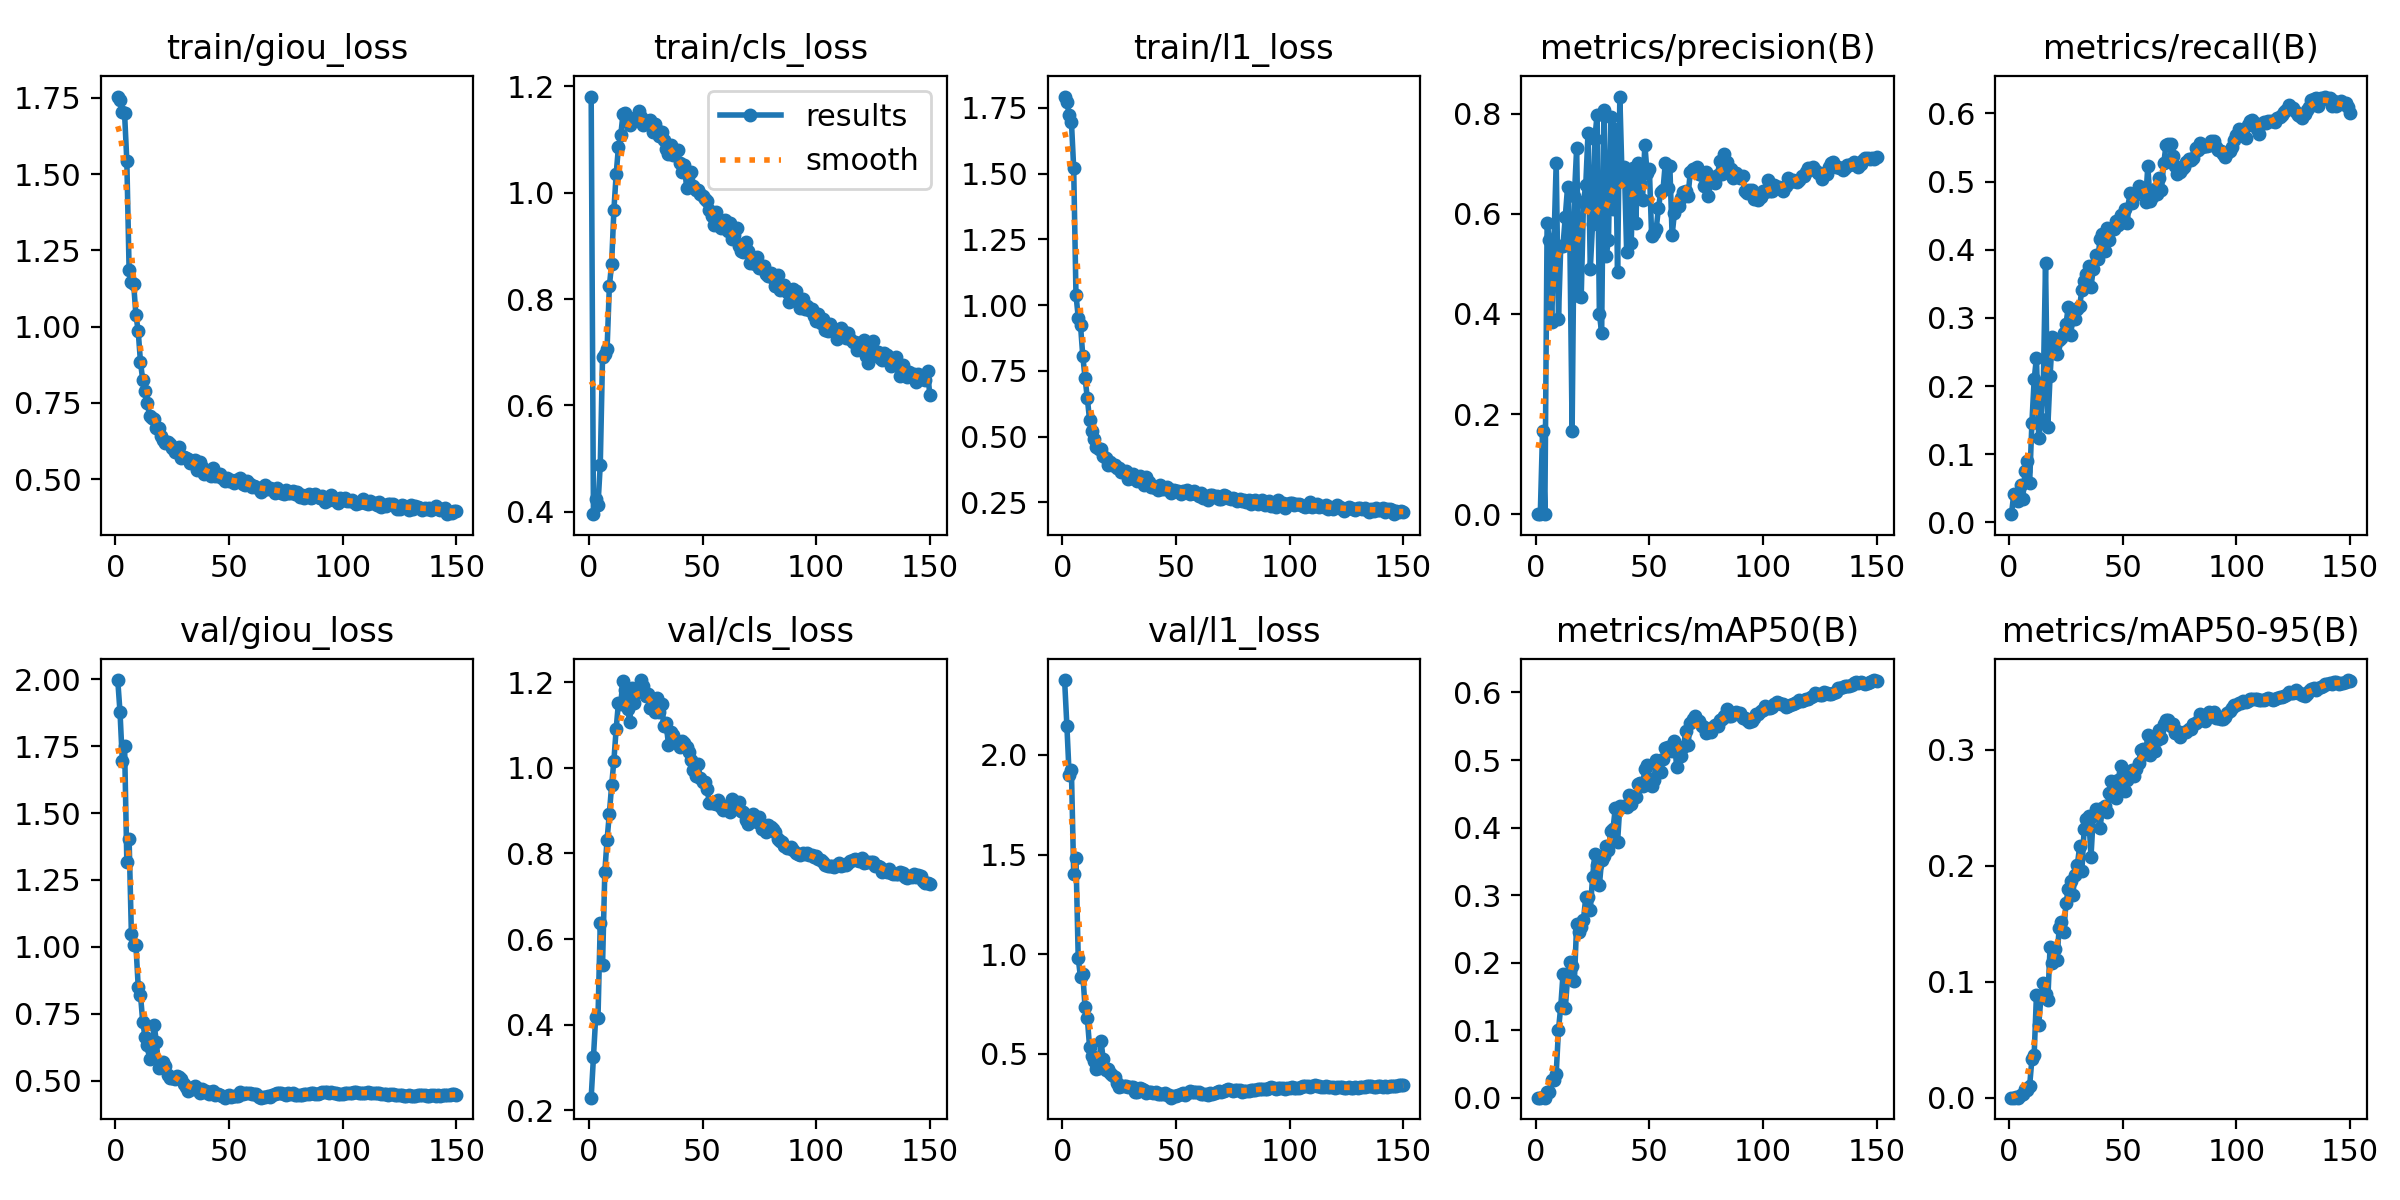 train/giou_loss
train/cls_loss
train/l1_loss
metrics/precision(B)
metrics/recall(B)
1.75
1.50
1.25
1.00
0.75
0.50
0 50 100 150
1.2
1.0
0.8
0.6
0.4
0 50 100 150
results
smooth
1.75
1.50
1.25
1.00
0.75
0.50
0.25
0 50 100 150
0.8
0.6
0.4
0.2
0.0
0 50 100 150
0.6
0.5
0.4
0.3
0.2
0.1
0.0
0 50 100 150
val/giou_loss
val/cls_loss
val/l1_loss
metrics/mAP50(B)
metrics/mAP50-95(B)
2.00
1.75
1.50
1.25
1.00
0.75
0.50
0 50 100 150
1.2
1.0
0.8
0.6
0.4
0.2
0 50 100 150
2.0
1.5
1.0
0.5
0 50 100 150
0.6
0.5
0.4
0.3
0.2
0.1
0.0
0 50 100 150
0.3
0.2
0.1
0.0
0 50 100 150